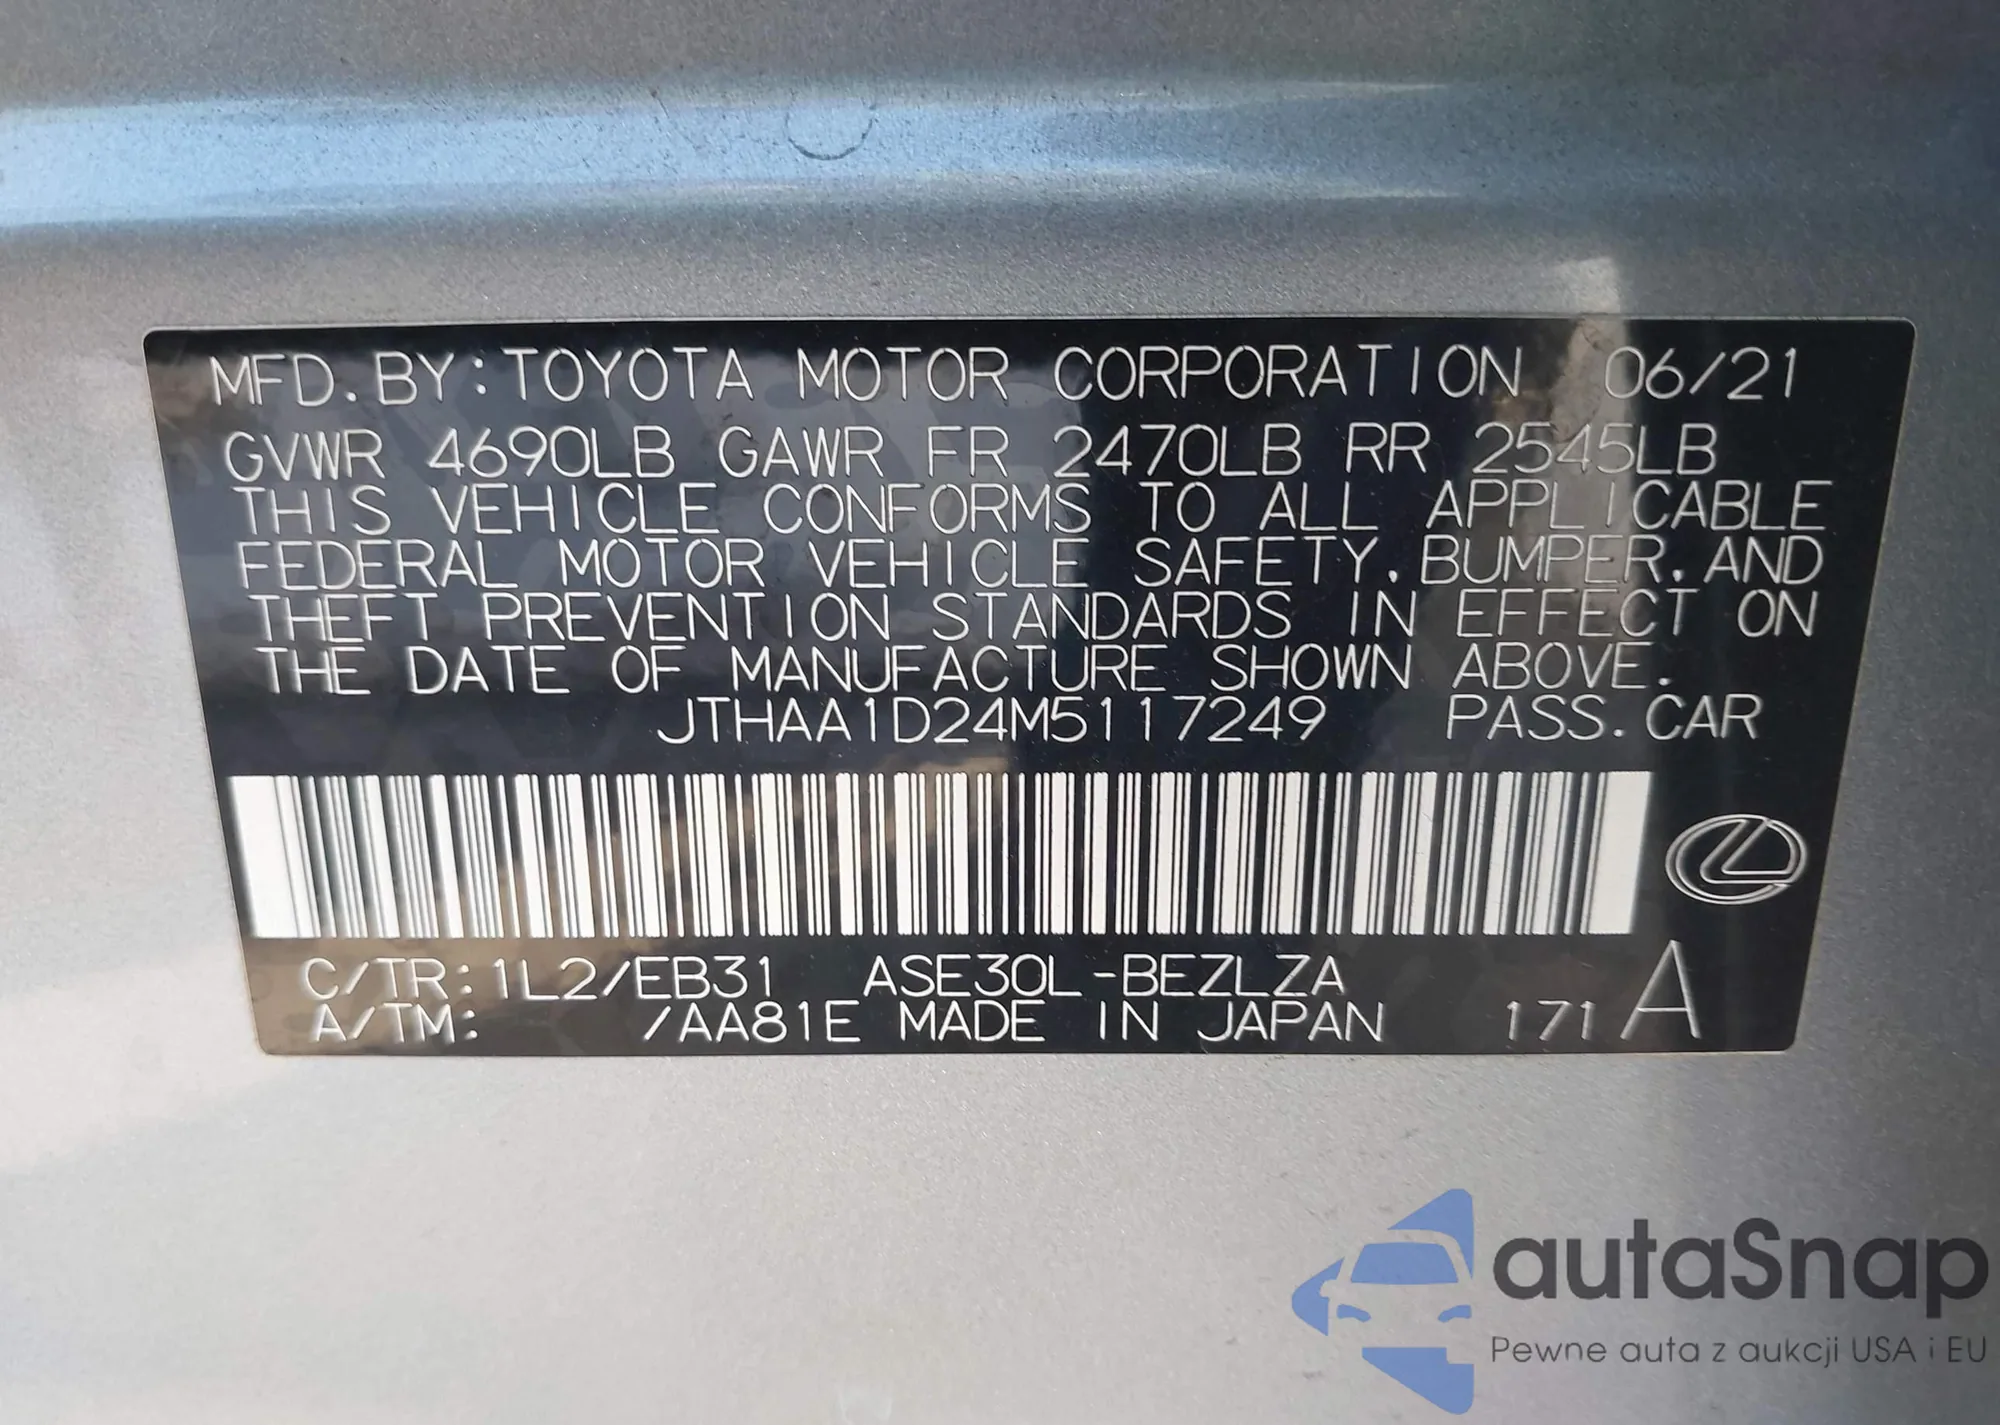 MFD. BY: TOYOTA MOTOR CORPORATION 06/21
GVWR 4690LB GAWR FR 2470LB RR 2545LB
THIS VEHICLE CONFORMS TO ALL APPLICABLE
FEDERAL MOTOR VEHICLE SAFETY, BUMPER, AND
THEFT PREVENTION STANDARDS IN EFFECT ON
THE DATE OF MANUFACTURE SHOWN ABOVE.
JTHAA1D24M5117249 PASS. CAR
C/TR: 1L2/EB31 ASE30L-BEZLZA
A/TM: /AA81E MADE IN JAPAN 171 A
autaSnap
Pewne auta z aukcji USA i EU